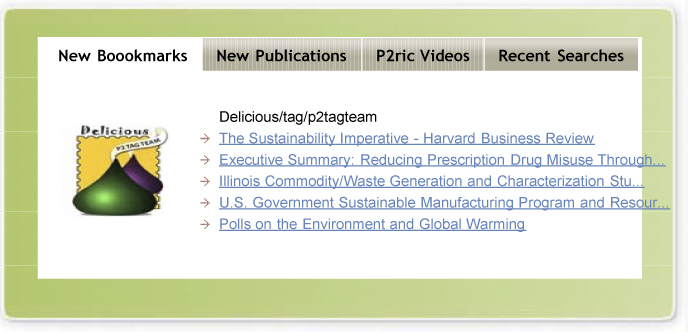 New Boookmarks New Publications P2ric Videos Recent Searches
Delicious
P2 TAG TEAM
Delicious/tag/p2tagteam
The Sustainability Imperative - Harvard Business Review
Executive Summary: Reducing Prescription Drug Misuse Through...
Illinois Commodity/Waste Generation and Characterization Stu...
U.S. Government Sustainable Manufacturing Program and Resour...
Polls on the Environment and Global Warming